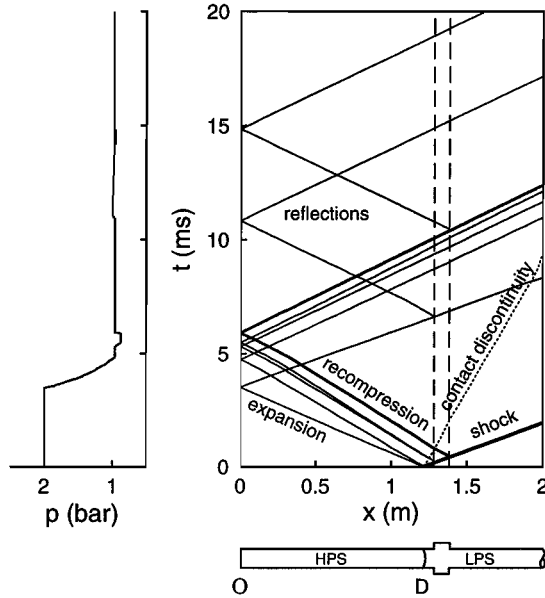 20
15
10
5
0
t (ms)
reflections
recompression
expansion
contact discontinuity
shock
2
1
p (bar)
0
0.5
1
1.5
2
x (m)
HPS
LPS
O
D